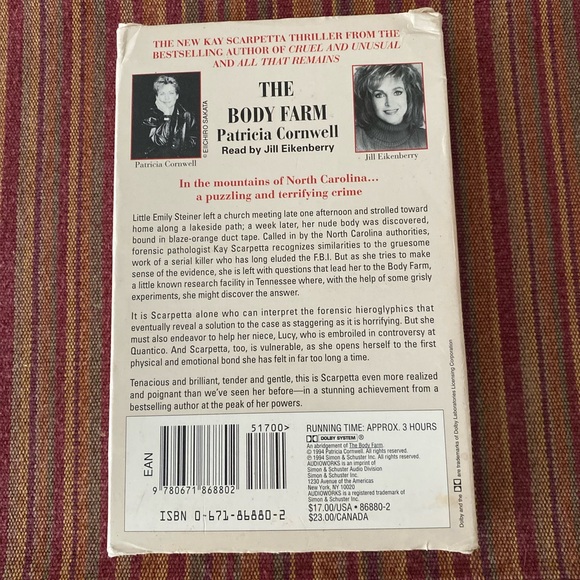 THE NEW KAY SCARPETTA THRILLER FROM THE
BESTSELLING AUTHOR OF CRUEL AND UNUSUAL
AND ALL THAT REMAINS
THE
BODY FARM
Patricia Cornwell
Read by Jill Eikenberry
© EIICHIRO SAKATA
Patricia Cornwell
Jill Eikenberry
In the mountains of North Carolina...
a puzzling and terrifying crime
Little Emily Steiner left a church meeting late one afternoon and strolled toward
home along a lakeside path; a week later, her nude body was discovered,
bound in blaze-orange duct tape. Called in by the North Carolina authorities,
forensic pathologist Kay Scarpetta recognizes similarities to the gruesome
work of a serial killer who has long eluded the F.B.I. But as she tries to make
sense of the evidence, she is left with questions that lead her to the Body Farm,
a little known research facility in Tennessee where, with the help of some grisly
experiments, she might discover the answer.
It is Scarpetta alone who can interpret the forensic hieroglyphics that
eventually reveal a solution to the case as staggering as it is horrifying. But she
must also endeavor to help her niece, Lucy, who is embroiled in controversy at
Quantico. And Scarpetta, too, is vulnerable, as she opens herself to the first
physical and emotional bond she has felt in far too long a time.
Tenacious and brilliant, tender and gentle, this is Scarpetta even more realized
and poignant than we've seen her before—in a stunning achievement from a
bestselling author at the peak of her powers.
51700>
EAN
9 780671 868802
ISBN 0-671-86880-2
RUNNING TIME: APPROX. 3 HOURS
DOLBY SYSTEM ®
An abridgement of The Body Farm.
© 1994 Patricia Cornwell. All rights reserved.
℗ 1994 Simon & Schuster Inc. All rights reserved.
AUDIOWORKS is an imprint of
Simon & Schuster Audio Division
Simon & Schuster Inc.
1230 Avenue of the Americas
New York, NY 10020
AUDIOWORKS is a registered trademark of
Simon & Schuster Inc.
$17.00/USA • 86880-2
$23.00/CANADA
Dolby and the are trademarks of Dolby Laboratories Licensing Corporation